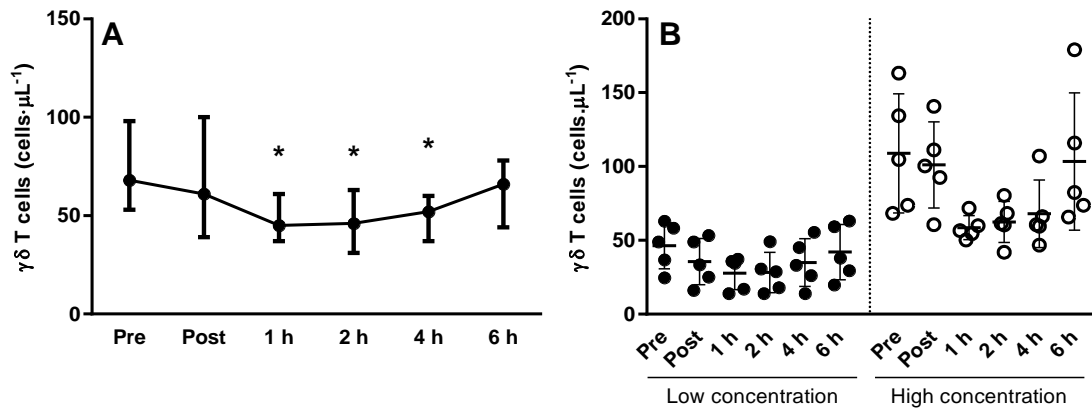 A
γδ T cells (cells·μL-1)
150
100
50
0
* * *
Pre Post 1 h 2 h 4 h 6 h
B
γδ T cells (cells.μL-1)
200
150
100
50
0
Pre Post 1 h 2 h 4 h 6 h Pre Post 1 h 2 h 4 h 6 h
Low concentration High concentration